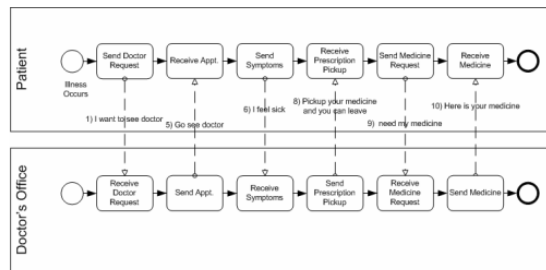 Patient
Send Doctor
Request
Receive Appt.
Send
Symptoms
Receive
Prescription
Pickup
Send Medicine
Request
Receive
Medicine
Illness
Occurs
1) I want to see doctor
5) Go see doctor
6) I feel sick
8) Pickup your medicine
and you can leave
9) need my medicine
10) Here is your medicine
Doctor's Office
Receive
Doctor
Request
Send Appt.
Receive
Symptoms
Send
Prescription
Pickup
Receive
Medicine
Request
Send Medicine